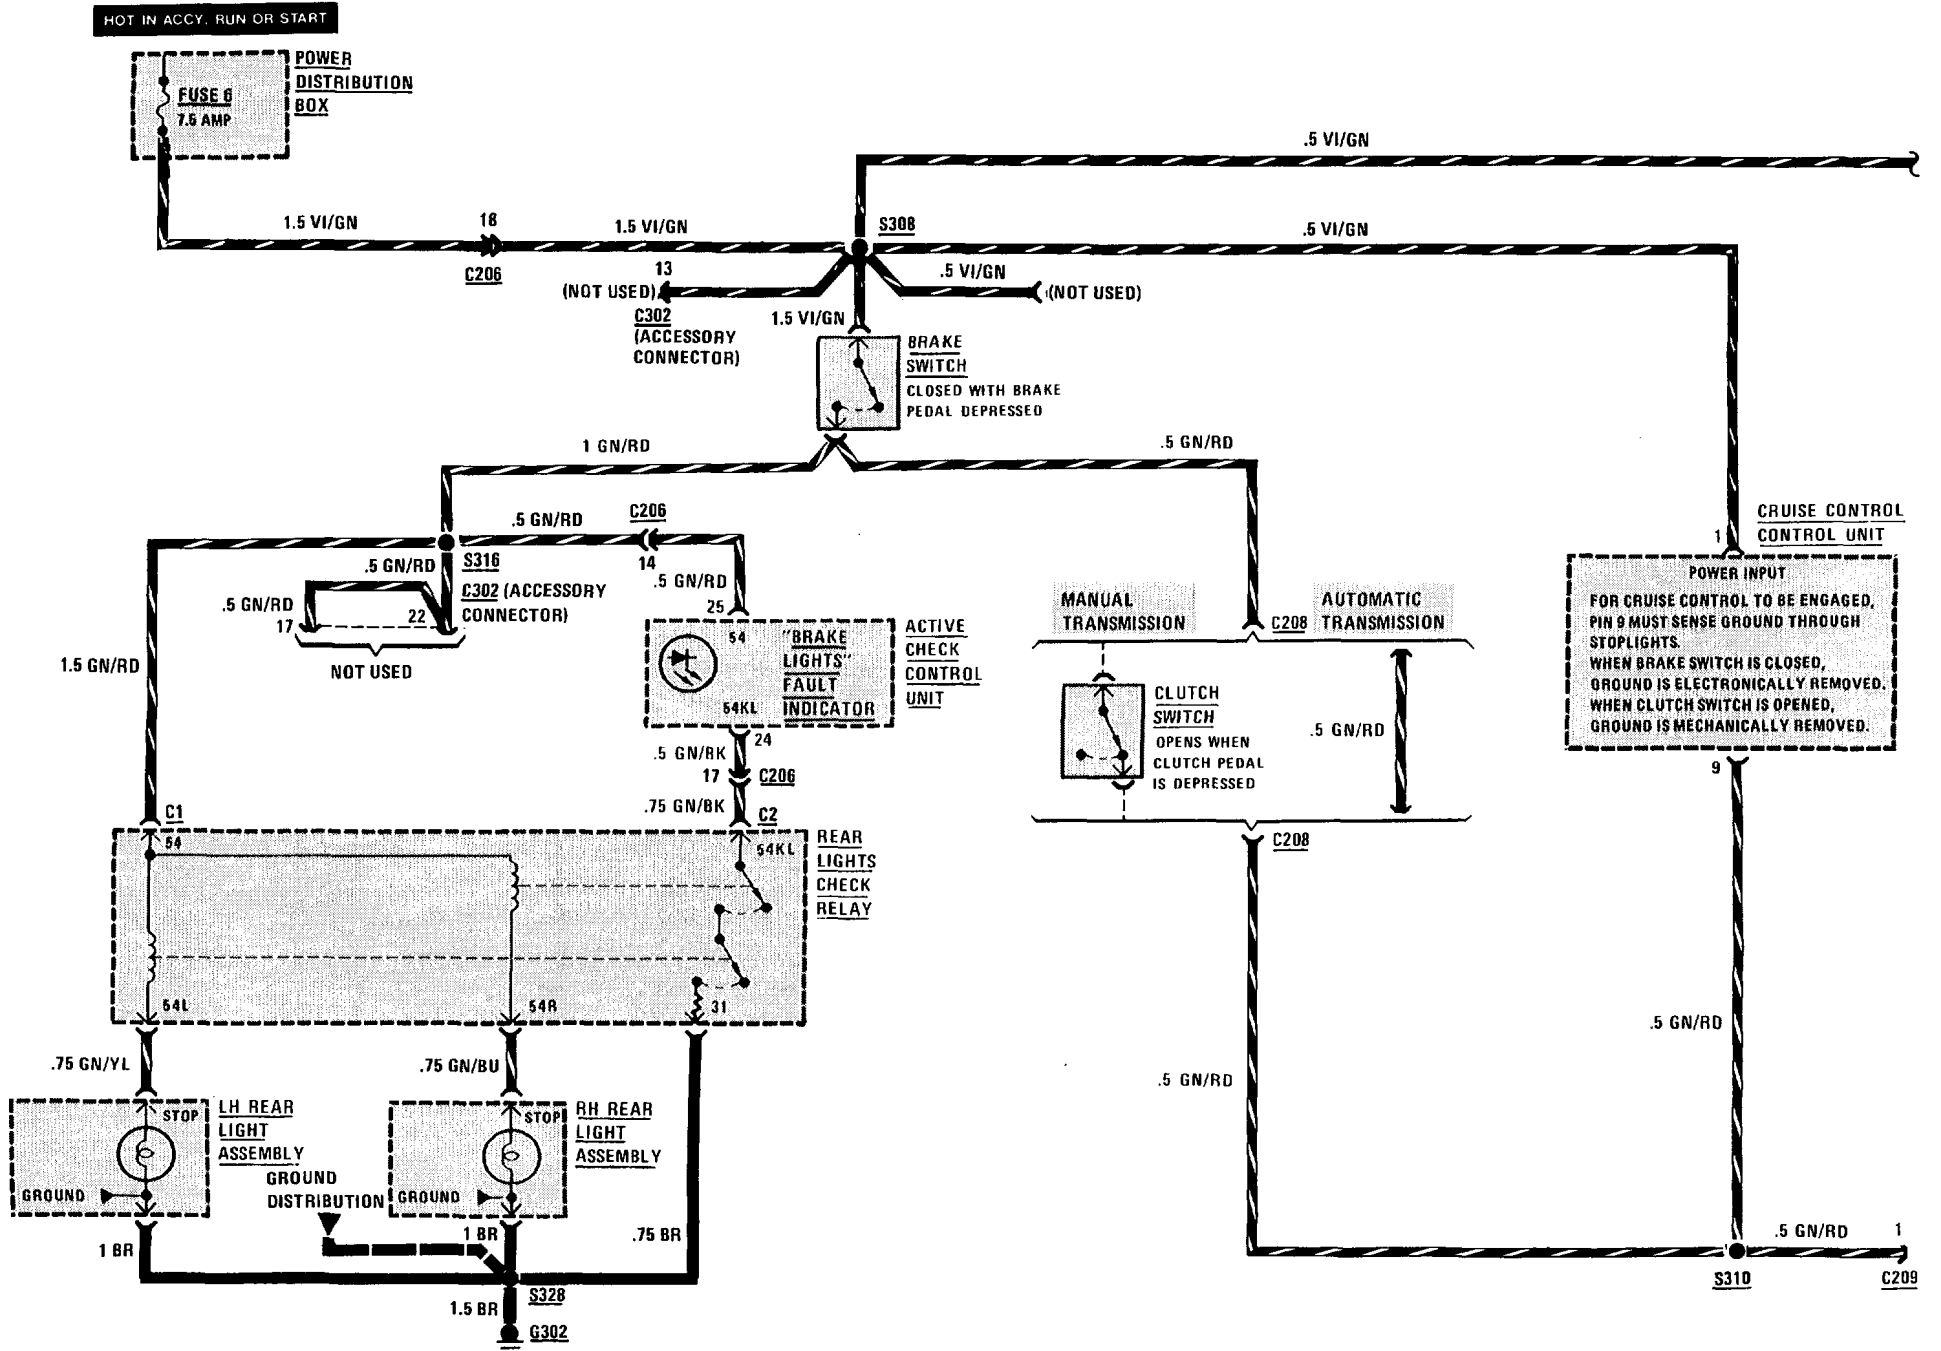 HOT IN ACCY. RUN OR START
POWER
DISTRIBUTION
BOX
FUSE 6
7.5 AMP
.5 VI/GN
1.5 VI/GN
18
C206
1.5 VI/GN
S308
.5 VI/GN
13
(NOT USED)
C302
(ACCESSORY
CONNECTOR)
.5 VI/GN
(NOT USED)
1.5 VI/GN
BRAKE
SWITCH
CLOSED WITH BRAKE
PEDAL DEPRESSED
1 GN/RD
.5 GN/RD
.5 GN/RD
C206
14
S316
.5 GN/RD
C302 (ACCESSORY
CONNECTOR)
.5 GN/RD
17
22
NOT USED
.5 GN/RD
25
1.5 GN/RD
54
"BRAKE
LIGHTS"
FAULT
INDICATOR
54KL
ACTIVE
CHECK
CONTROL
UNIT
24
.5 GN/RK
17
C206
.75 GN/BK
C1
C2
MANUAL
TRANSMISSION
AUTOMATIC
TRANSMISSION
C208
CLUTCH
SWITCH
OPENS WHEN
CLUTCH PEDAL
IS DEPRESSED
.5 GN/RD
C208
CRUISE CONTROL
CONTROL UNIT
1
POWER INPUT
FOR CRUISE CONTROL TO BE ENGAGED,
PIN 9 MUST SENSE GROUND THROUGH
STOPLIGHTS.
WHEN BRAKE SWITCH IS CLOSED,
GROUND IS ELECTRONICALLY REMOVED.
WHEN CLUTCH SWITCH IS OPENED,
GROUND IS MECHANICALLY REMOVED.
9
54
54KL
REAR
LIGHTS
CHECK
RELAY
54L
54R
31
.75 GN/YL
.75 GN/BU
.5 GN/RD
.5 GN/RD
STOP
LH REAR
LIGHT
ASSEMBLY
GROUND
GROUND
DISTRIBUTION
STOP
RH REAR
LIGHT
ASSEMBLY
GROUND
1 BR
1 BR
.75 BR
S328
1.5 BR
G302
.5 GN/RD
1
S310
C209